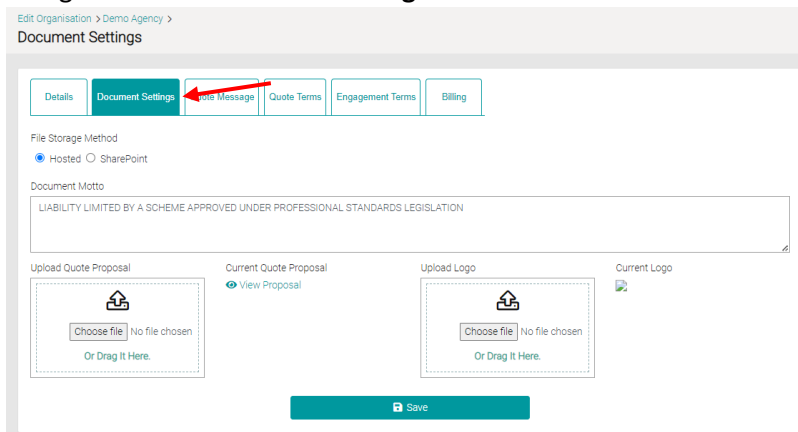 Edit Organisation > Demo Agency >
Document Settings
Details Document Settings Message Quote Terms Engagement Terms Billing
File Storage Method
Hosted SharePoint
Document Motto
LIABILITY LIMITED BY A SCHEME APPROVED UNDER PROFESSIONAL STANDARDS LEGISLATION
Upload Quote Proposal Current Quote Proposal Upload Logo Current Logo
View Proposal
Choose file No file chosen Choose file No file chosen
Or Drag It Here. Or Drag It Here.
Save